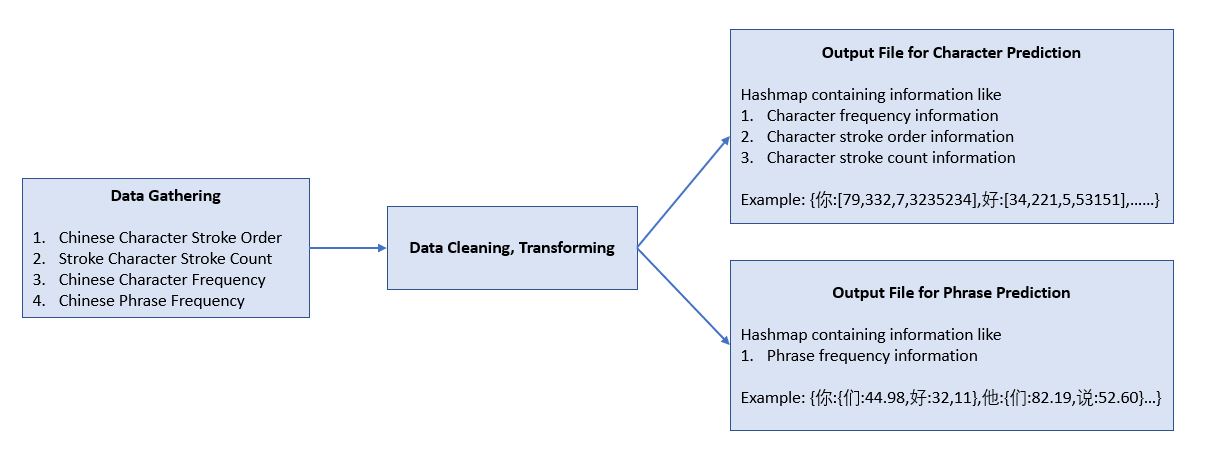 Data Gathering
1. Chinese Character Stroke Order
2. Stroke Character Stroke Count
3. Chinese Character Frequency
4. Chinese Phrase Frequency
Data Cleaning, Transforming
Output File for Character Prediction
Hashmap containing information like
1. Character frequency information
2. Character stroke order information
3. Character stroke count information
Example: {你:[79,332,7,3235234],好:[34,221,5,53151],......}
Output File for Phrase Prediction
Hashmap containing information like
1. Phrase frequency information
Example: {你:{们:44.98,好:32,11},他:{们:82.19,说:52.60}...}